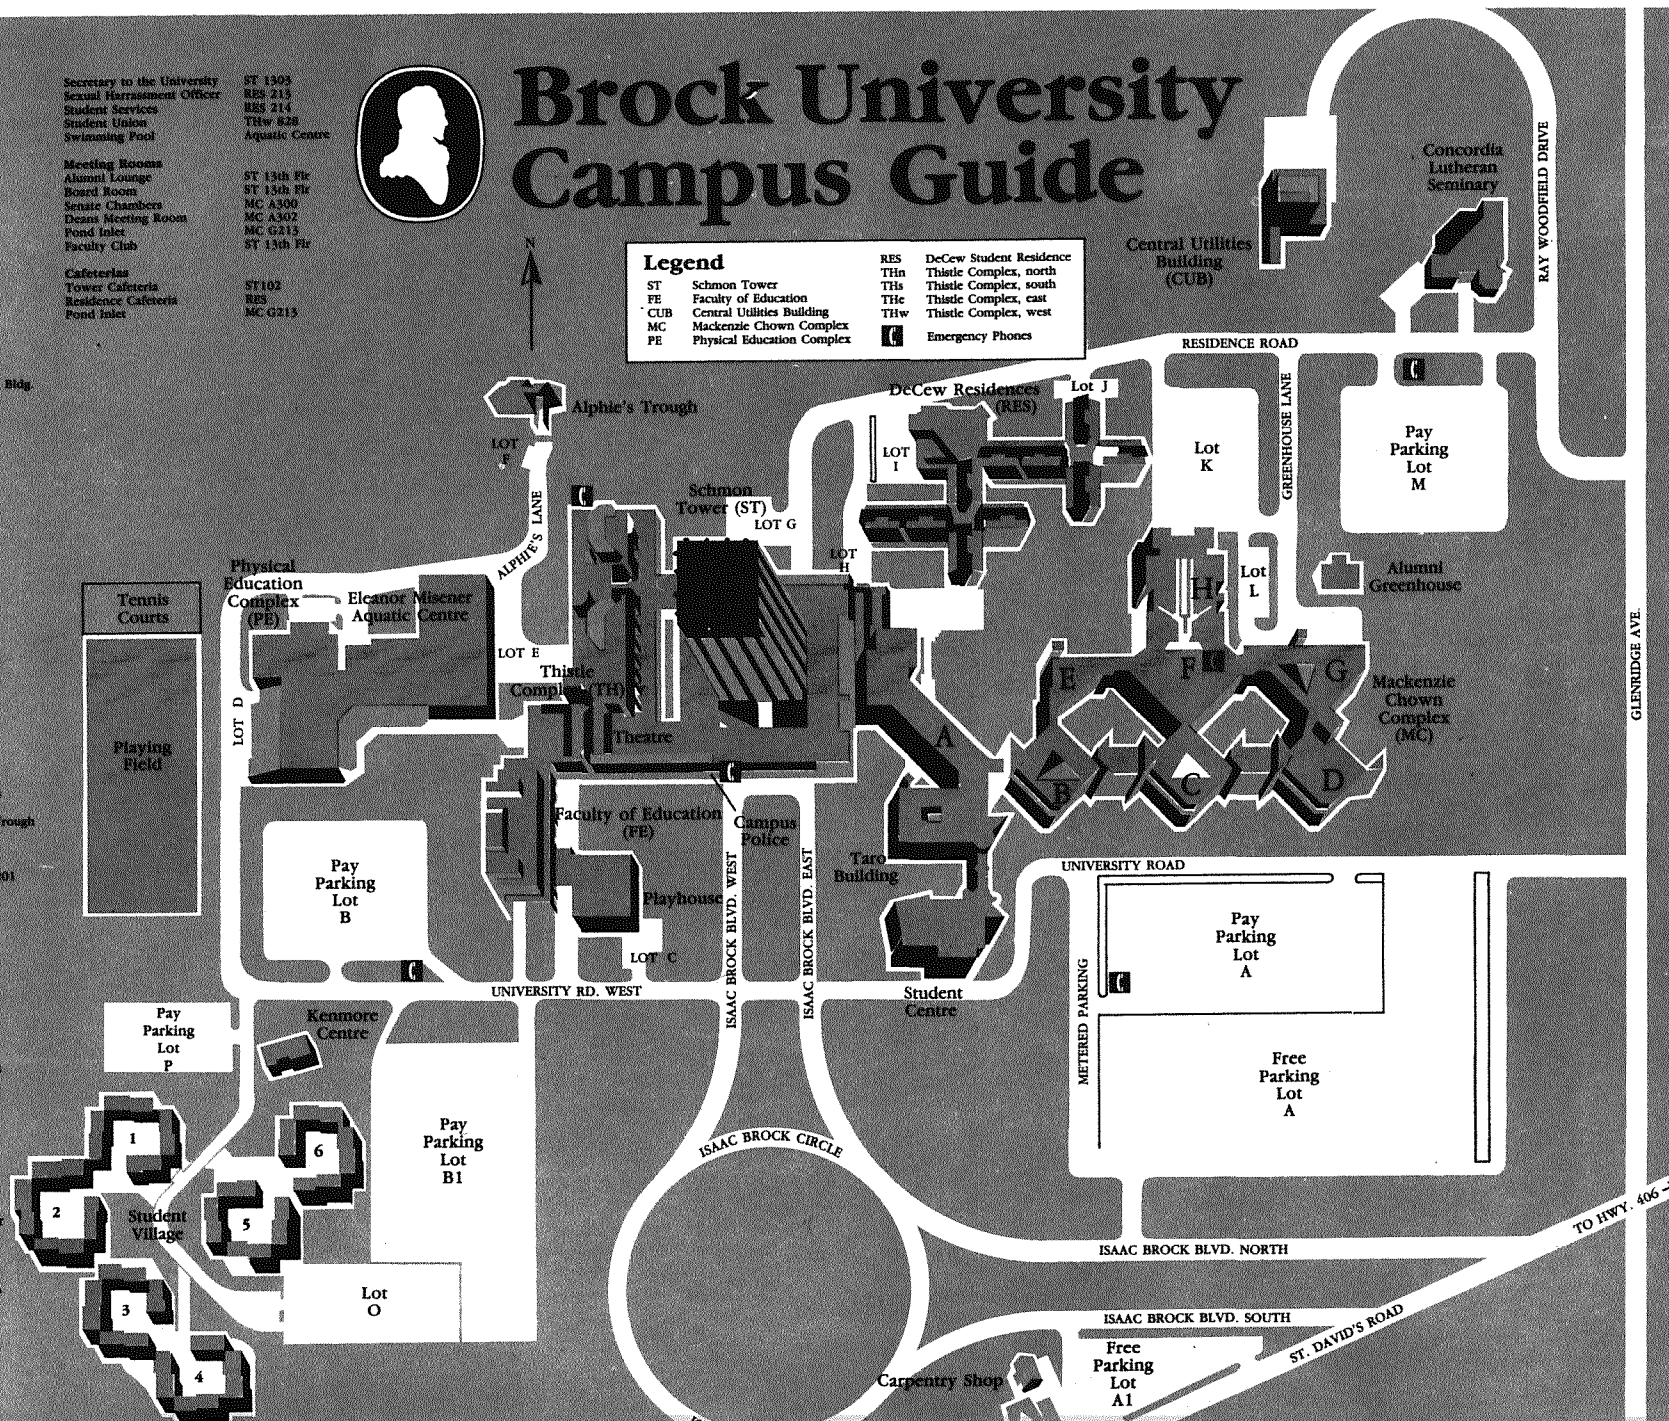 Brock University
Campus Guide
Secretary to the University ST 1303
Sexual Harrassment Officer RES 213
Student Services RES 214
Student Union THw 828
Swimming Pool Aquatic Centre
Meeting Rooms
Alumni Lounge ST 13th Flr
Board Room ST 13th Flr
Senate Chambers MC A300
Deans Meeting Room MC A302
Pond Inlet MC G213
Faculty Club ST 13th Flr
Cafeterias
Tower Cafeteria ST102
Residence Cafeteria RES
Pond Inlet MC G213
N
Legend
ST Schmon Tower
FE Faculty of Education
CUB Central Utilities Building
MC Mackenzie Chown Complex
PE Physical Education Complex
RES DeCew Student Residence
THn Thistle Complex, north
THs Thistle Complex, south
THe Thistle Complex, east
THw Thistle Complex, west
Emergency Phones
Concordia
Lutheran
Seminary
Central Utilities
Building
(CUB)
RAY WOODFIELD DRIVE
RESIDENCE ROAD
Bldg.
Alphie's Trough
LOT
F
ALPHIE'S LANE
DeCew Residences
(RES)
Lot J
LOT
I
Lot
K
GREENHOUSE LANE
Pay
Parking
Lot
M
Schmon
Tower (ST)
LOT G
LOT
H
Lot
L
Alumni
Greenhouse
GLENRIDGE AVE.
Tennis
Courts
Physical
Education
Complex
(PE)
Eleanor Misener
Aquatic Centre
LOT E
Thistle
Complex (TH)
Theatre
LOT D
Playing
Field
H
E
F
G
A
B
C
D
Mackenzie
Chown
Complex
(MC)
Faculty of Education
(FE)
Campus
Police
Taro
Building
Playhouse
LOT C
rough
201
Pay
Parking
Lot
B
UNIVERSITY ROAD
ISAAC BROCK BLVD. WEST
ISAAC BROCK BLVD. EAST
Pay
Parking
Lot
A
METERED PARKING
UNIVERSITY RD. WEST
Student
Centre
Pay
Parking
Lot
P
Kenmore
Centre
Free
Parking
Lot
A
1
6
2
5
Student
Village
3
4
Pay
Parking
Lot
B1
Lot
O
ISAAC BROCK CIRCLE
TO HWY. 406
ISAAC BROCK BLVD. NORTH
ISAAC BROCK BLVD. SOUTH
ST. DAVID'S ROAD
Carpentry Shop
Free
Parking
Lot
A1